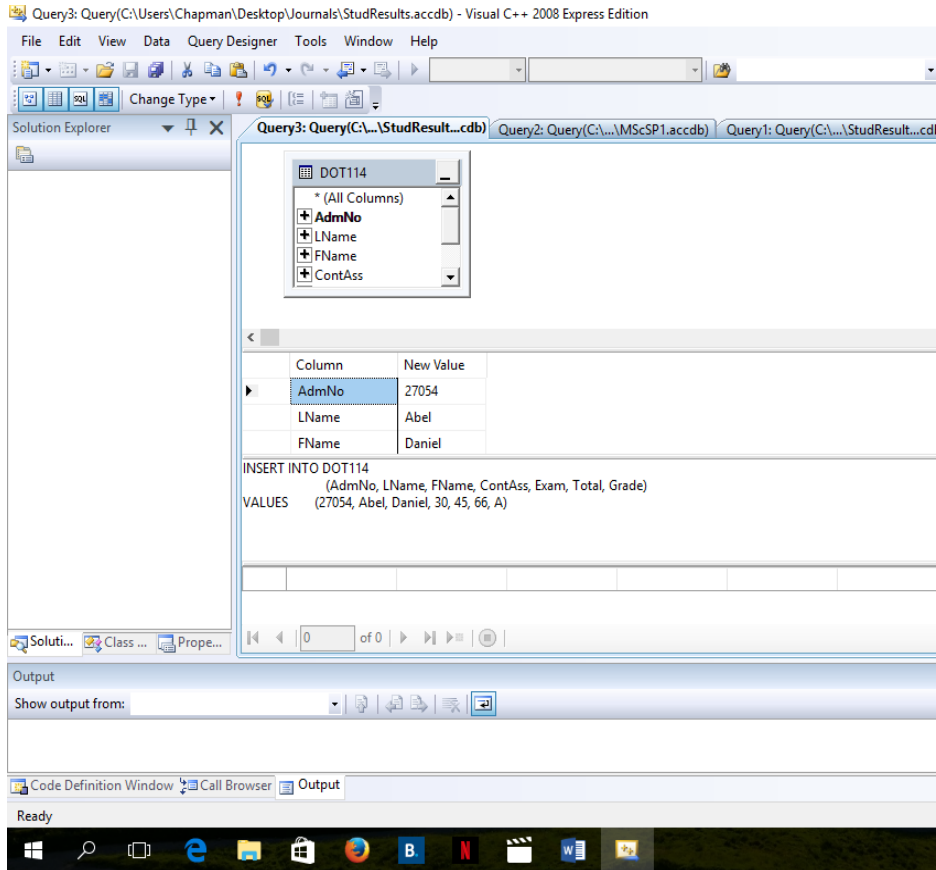 Query3: Query(C:\Users\Chapman\Desktop\Journals\StudResults.accdb) - Visual C++ 2008 Express Edition
File Edit View Data Query Designer Tools Window Help
SQL Change Type SQL
Solution Explorer
Query3: Query(C:\...\StudResult...cdb) Query2: Query(C:\...\MScSP1.accdb) Query1: Query(C:\...\StudResult...cdl
DOT114
* (All Columns)
AdmNo
LName
FName
ContAss
Column New Value
AdmNo 27054
LName Abel
FName Daniel
INSERT INTO DOT114
(AdmNo, LName, FName, ContAss, Exam, Total, Grade)
VALUES (27054, Abel, Daniel, 30, 45, 66, A)
0 of 0
Soluti... Class ... Prope...
Output
Show output from:
Code Definition Window Call Browser Output
Ready
e B. N W